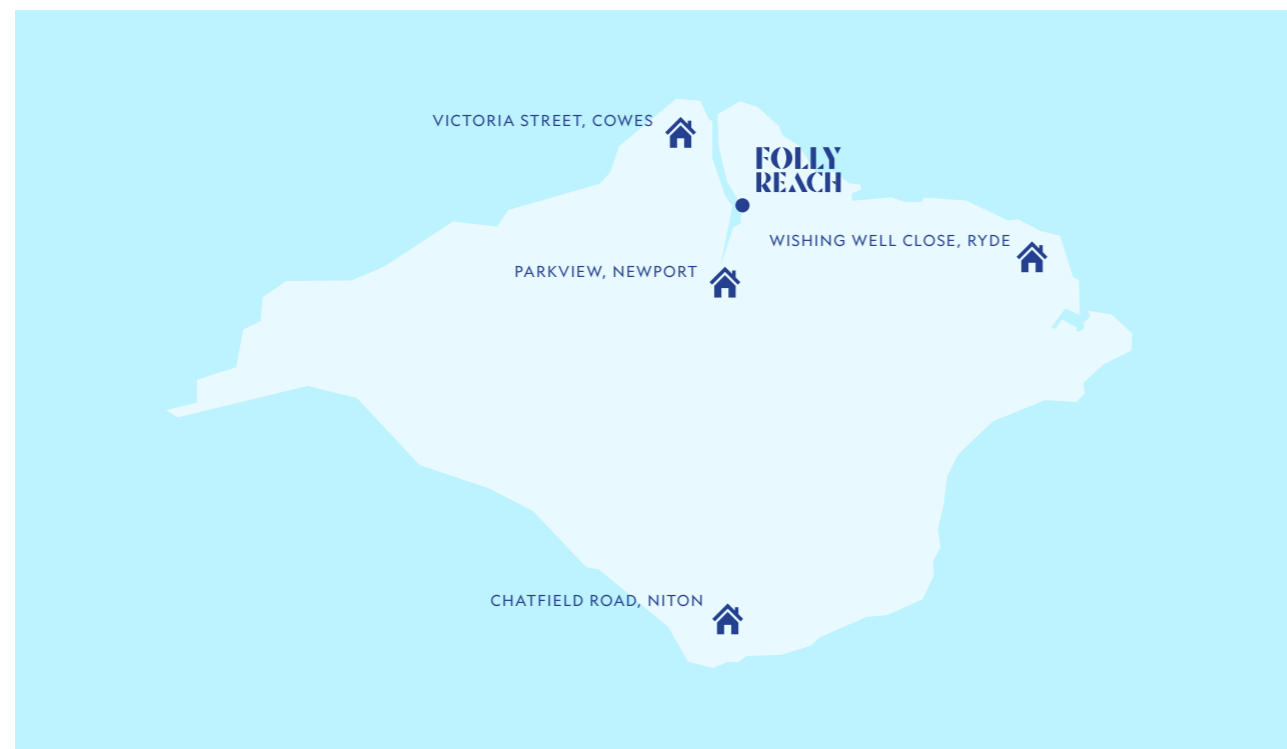 VICTORIA STREET, COWES
FOLLY
REACH
WISHING WELL CLOSE, RYDE
PARKVIEW, NEWPORT
CHATFIELD ROAD, NITON